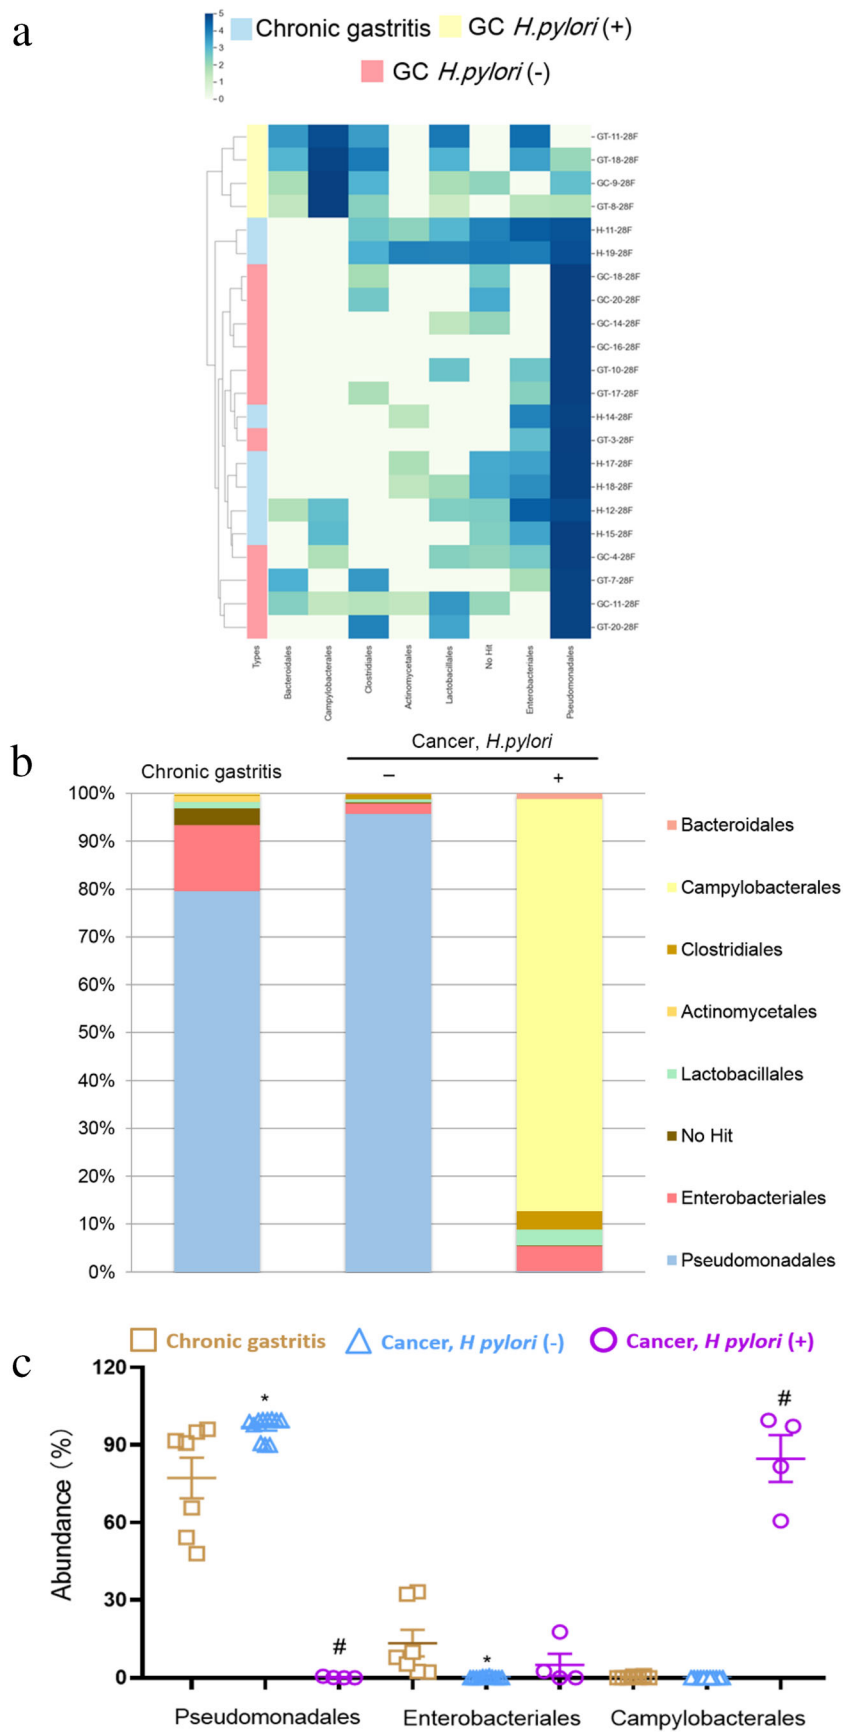 a
5
4
3
2
1
0
Chronic gastritis
GC H.pylori (+)
GC H.pylori (-)
GT-11-28F
GT-18-28F
GC-9-28F
GT-8-28F
H-11-28F
H-19-28F
GC-18-28F
GC-20-28F
GC-14-28F
GC-16-28F
GT-10-28F
GT-17-28F
H-14-28F
GT-3-28F
H-17-28F
H-18-28F
H-12-28F
H-15-28F
GC-4-28F
GT-7-28F
GC-11-28F
GT-20-28F
Types
Bacteroidales
Campylobacterales
Clostridiales
Actinomycetales
Lactobacillales
No Hit
Enterobacteriales
Pseudomonadales
b
Cancer, H.pylori
Chronic gastritis
–
+
100%
90%
80%
70%
60%
50%
40%
30%
20%
10%
0%
Bacteroidales
Campylobacterales
Clostridiales
Actinomycetales
Lactobacillales
No Hit
Enterobacteriales
Pseudomonadales
c
Chronic gastritis
Cancer, H pylori (-)
Cancer, H pylori (+)
Abundance (%)
120
90
60
30
0
*
#
*
#
Pseudomonadales
Enterobacteriales
Campylobacterales